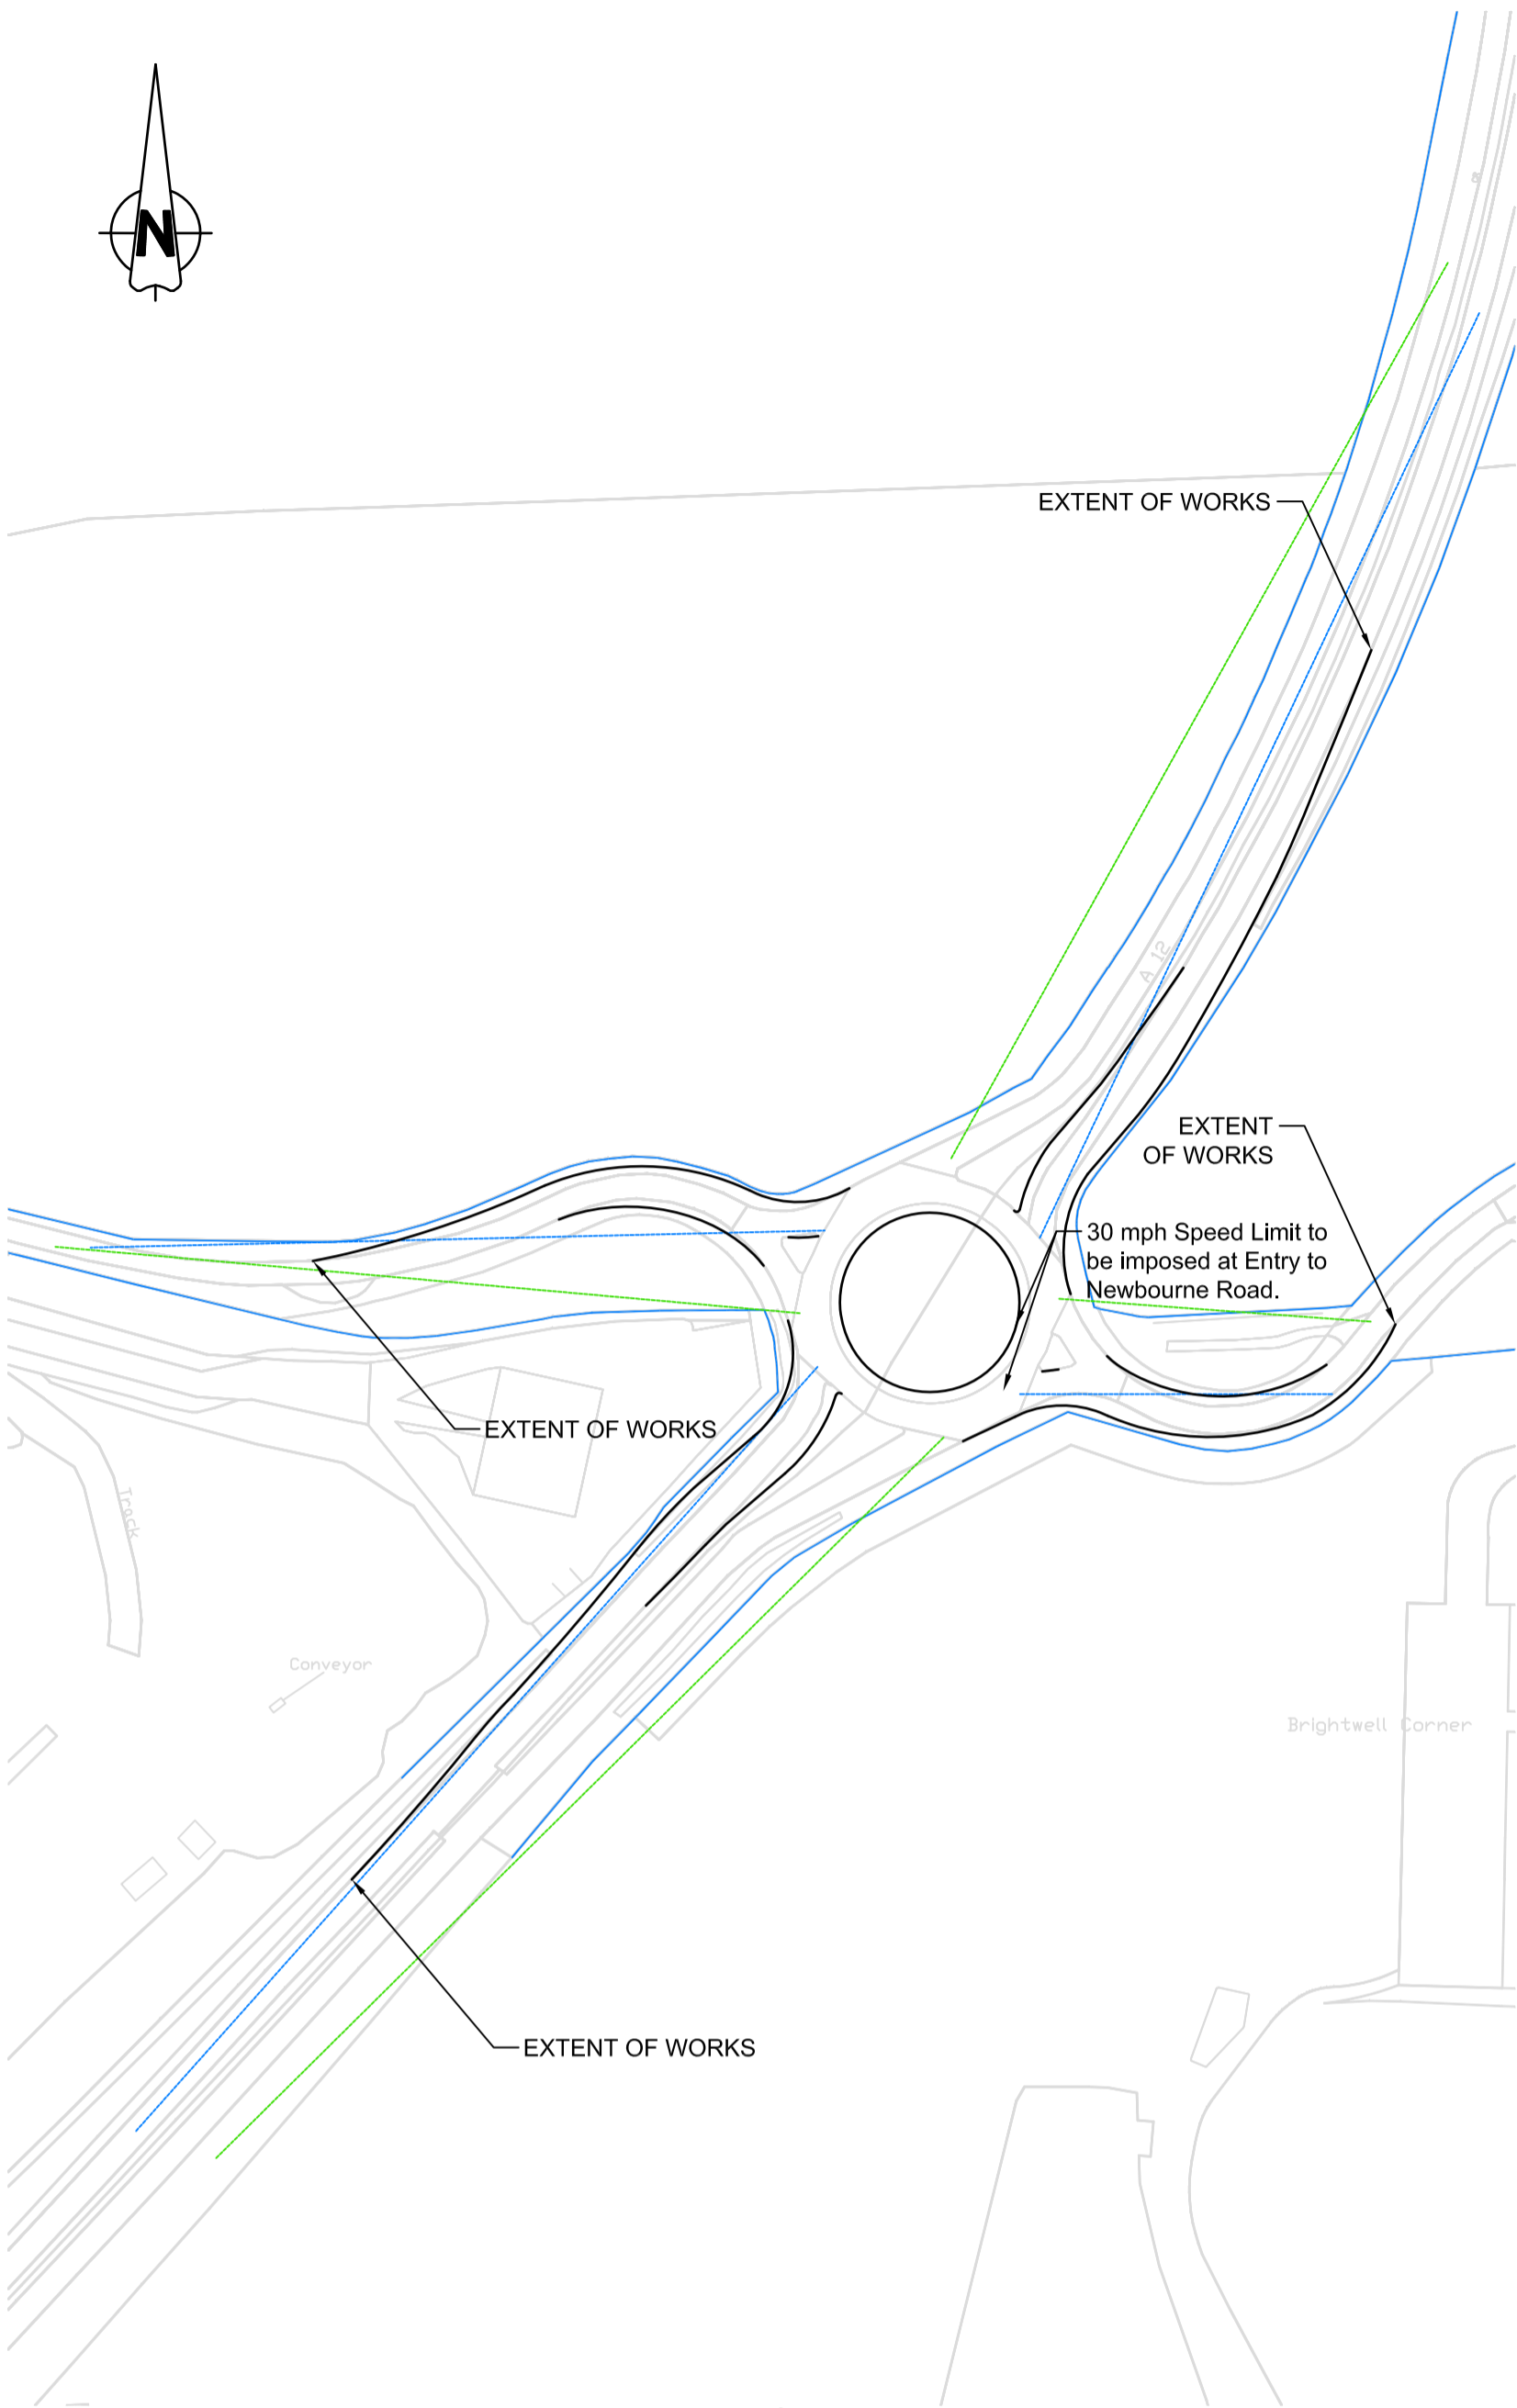 N
8
EXTENT OF WORKS
A 12
EXTENT
OF WORKS
30 mph Speed Limit to
be imposed at Entry to
Newbourne Road.
EXTENT OF WORKS
Track
Conveyor
Brightwell Corner
EXTENT OF WORKS